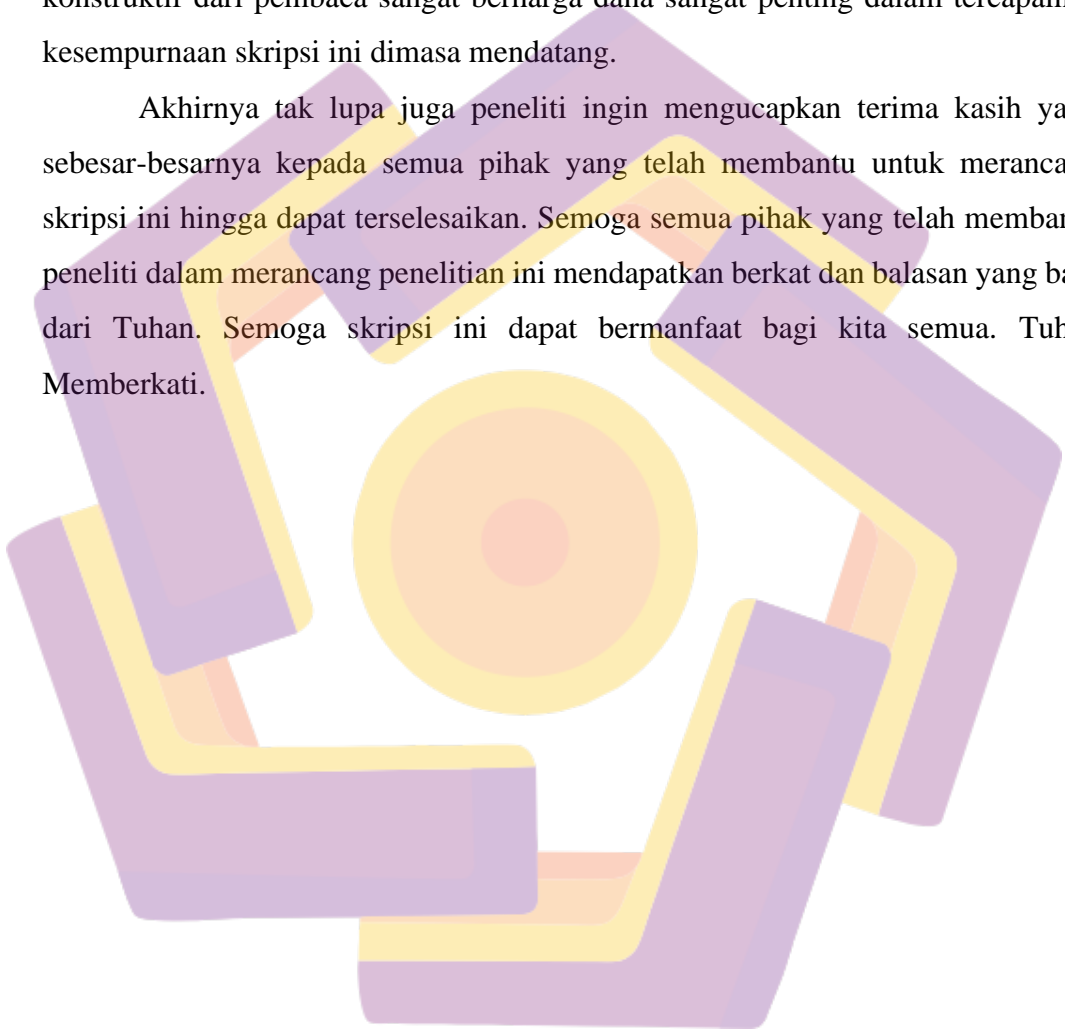 konstruktif dari pembaca sangat berharga dana sangat penting dalam tercapain
kesempurnaan skripsi ini dimasa mendatang.
Akhirnya tak lupa juga peneliti ingin mengucapkan terima kasih ya
sebesar-besarnya kepada semua pihak yang telah membantu untuk meranca
skripsi ini hingga dapat terselesaikan. Semoga semua pihak yang telah memban
peneliti dalam merancang penelitian ini mendapatkan berkat dan balasan yang ba
dari Tuhan. Semoga skripsi ini dapat bermanfaat bagi kita semua. Tuh
Memberkati.